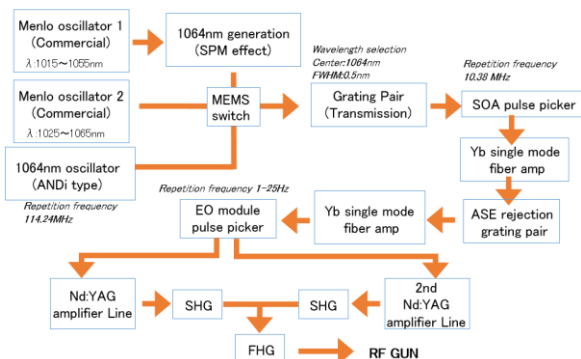 Menlo oscillator 1
(Commercial)
λ:1015~1055nm
1064nm generation
(SPM effect)
Wavelength selection
Center:1064nm
FWHM:0.5nm
Repetition frequency
10.38 MHz
Menlo oscillator 2
(Commercial)
λ:1025~1065nm
MEMS
switch
Grating Pair
(Transmission)
SOA pulse picker
1064nm oscillator
(ANDi type)
Repetition frequency
114.24MHz
Yb single mode
fiber amp
Repetition frequency 1-25Hz
EO module
pulse picker
Yb single mode
fiber amp
ASE rejection
grating pair
Nd:YAG
amplifier Line
SHG
SHG
2nd
Nd:YAG
amplifier Line
FHG
RF GUN